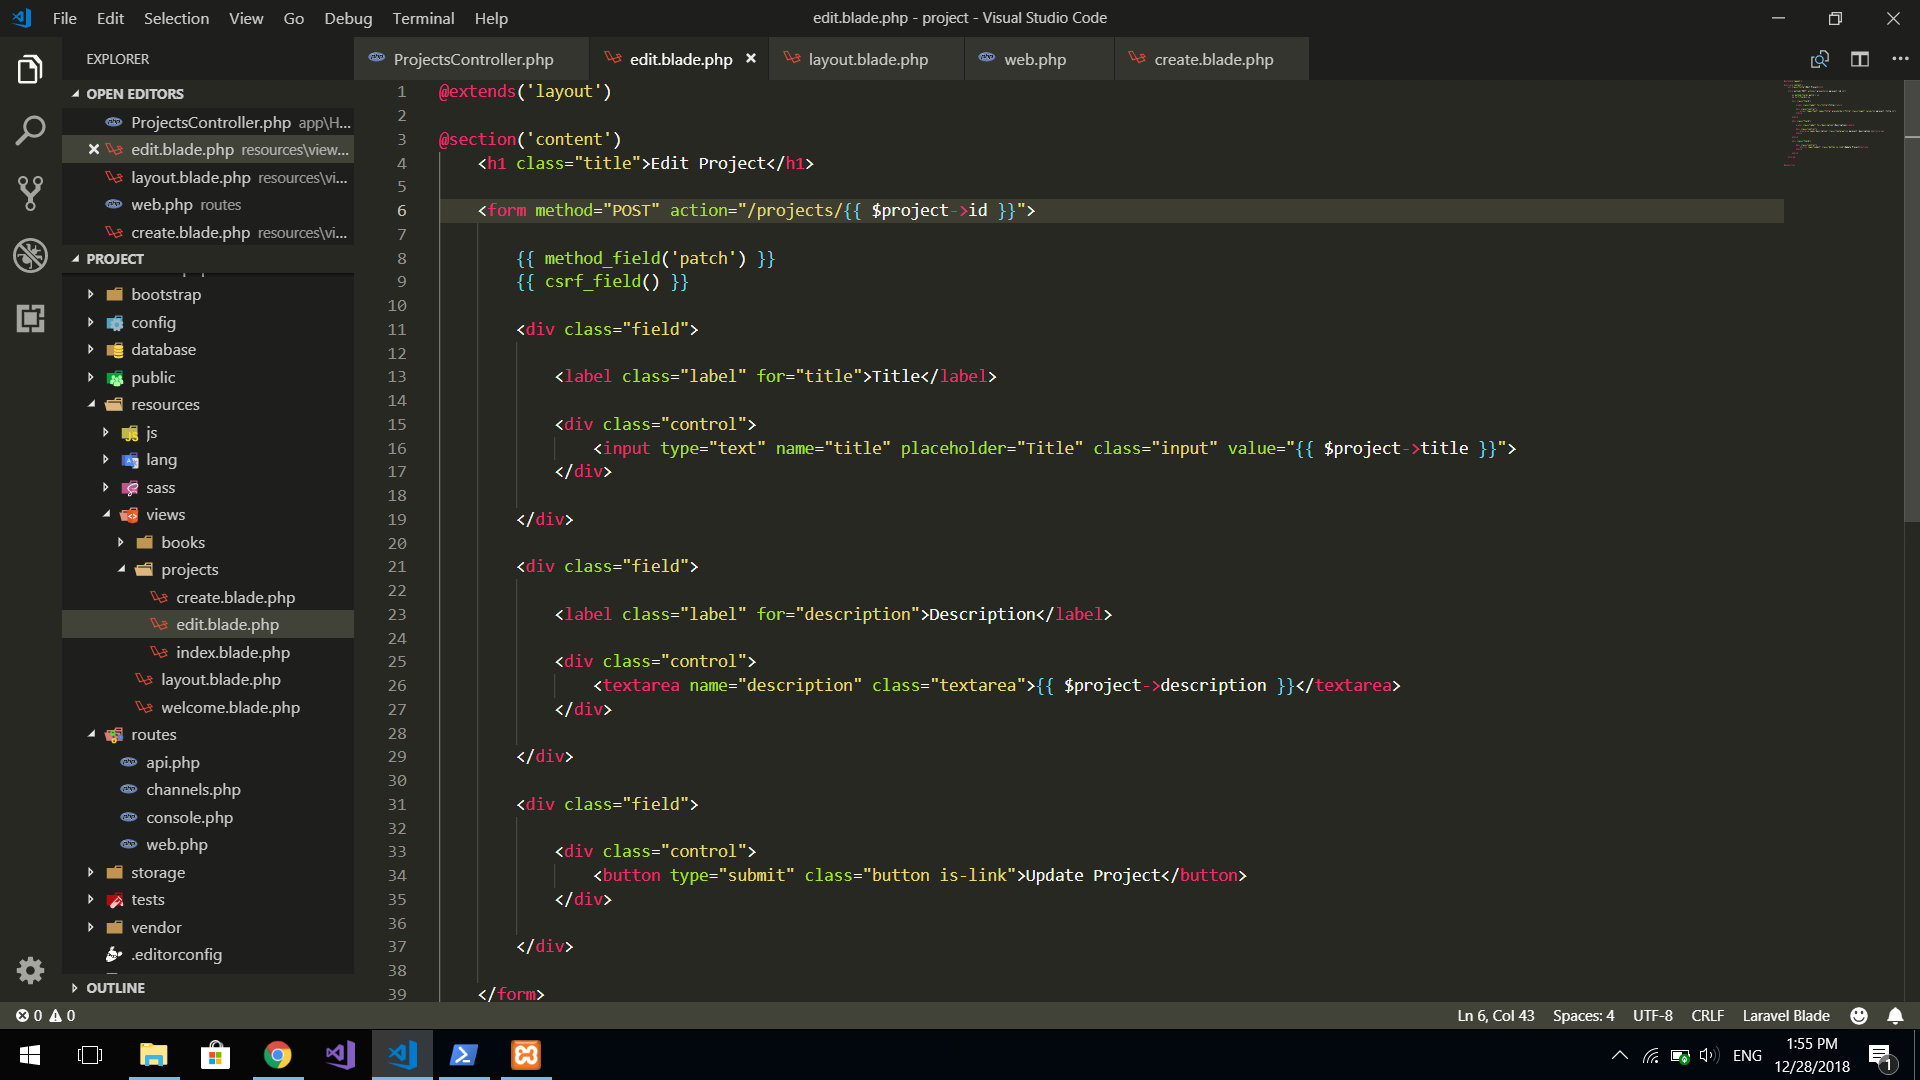 File Edit Selection View Go Debug Terminal Help
edit.blade.php - project - Visual Studio Code
EXPLORER
ProjectsController.php
edit.blade.php
layout.blade.php
web.php
create.blade.php
OPEN EDITORS
ProjectsController.php app\H...
edit.blade.php resources\view...
layout.blade.php resources\vi...
web.php routes
create.blade.php resources\vi...
PROJECT
bootstrap
config
database
public
resources
js
lang
sass
views
books
projects
create.blade.php
edit.blade.php
index.blade.php
layout.blade.php
welcome.blade.php
routes
api.php
channels.php
console.php
web.php
storage
tests
vendor
.editorconfig
OUTLINE
1 @extends('layout')
2
3 @section('content')
4 <h1 class="title">Edit Project</h1>
5
6 <form method="POST" action="/projects/{{ $project->id }}">
7
8 {{ method_field('patch') }}
9 {{ csrf_field() }}
10
11 <div class="field">
12
13 <label class="label" for="title">Title</label>
14
15 <div class="control">
16 <input type="text" name="title" placeholder="Title" class="input" value="{{ $project->title }}">
17 </div>
18
19 </div>
20
21 <div class="field">
22
23 <label class="label" for="description">Description</label>
24
25 <div class="control">
26 <textarea name="description" class="textarea">{{ $project->description }}</textarea>
27 </div>
28
29 </div>
30
31 <div class="field">
32
33 <div class="control">
34 <button type="submit" class="button is-link">Update Project</button>
35 </div>
36
37 </div>
38
39 </form>
0 0
Ln 6, Col 43 Spaces: 4 UTF-8 CRLF Laravel Blade
ENG
1:55 PM
12/28/2018
1